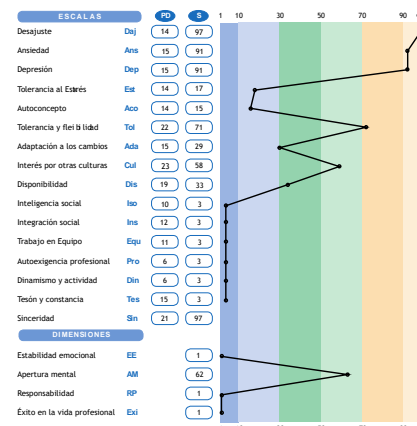 ESCALAS PD S 1 10 30 50 70 90
Desajuste Daj 14 97
Ansiedad Ans 15 91
Depresión Dep 15 91
Tolerancia al Estrés Est 14 17
Autoconcepto Aco 14 15
Tolerancia y Tol 22 71
Adaptación a los cambios Ada 15 29
Interés por otras culturas Cul 23 58
Disponibilidad Dis 19 33
Inteligencia social Iso 10 3
Integración social Ins 12 3
Trabajo en Equipo Equ 11 3
Autoexigencia profesional Pro 6 3
Dinamismo y actividad Din 6 3
Tesón y constancia Tes 15 3
Sinceridad Sin 21 97
DIMENSIONES
Estabilidad emocional EE 1
Apertura mental AM 62
Responsabilidad RP 1
Éxito en la vida profesional Exi 1